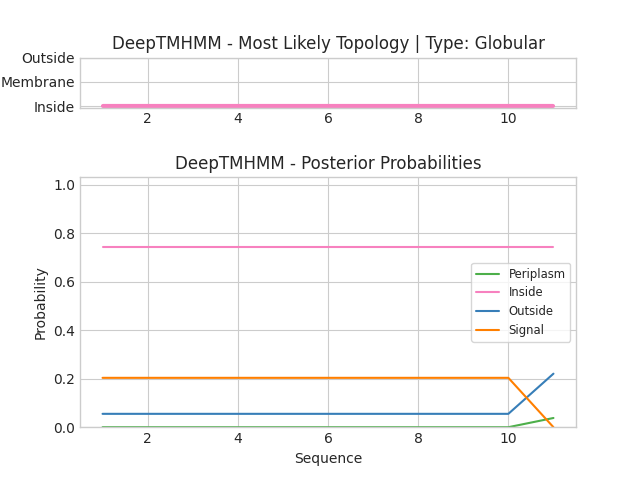 DeepTMHMM - Most Likely Topology | Type: Globular
Outside
Membrane
Inside
2 4 6 8 10
DeepTMHMM - Posterior Probabilities
1.0
0.8
0.6
0.4
0.2
0.0
Probability
Periplasm
Inside
Outside
Signal
2 4 6 8 10
Sequence